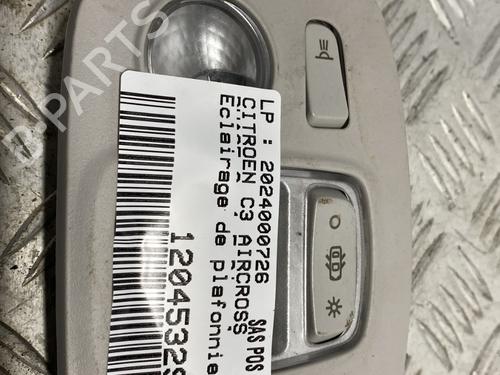 SAS POS
LP : 2024000726
CITROEN C3 AIRCROSS
Eclairage de plafonnie
12045329
D PARTS